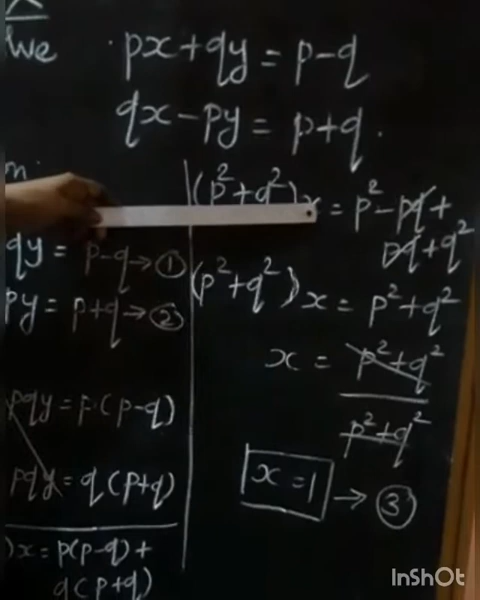 Solve
px+qy = p-q
qx-py = p+q.
n.
qy = p-q → ①
py = p+q → ②
pqy = p.(p-q)
pqy = q(p+q)
)x = p(p-q) +
q(p+q)
(p²+q²)x = p²-pq+
pq+q²
(p²+q²)x = p²+q²
x = p²+q²
p²+q²
x = 1 → ③
InShOt